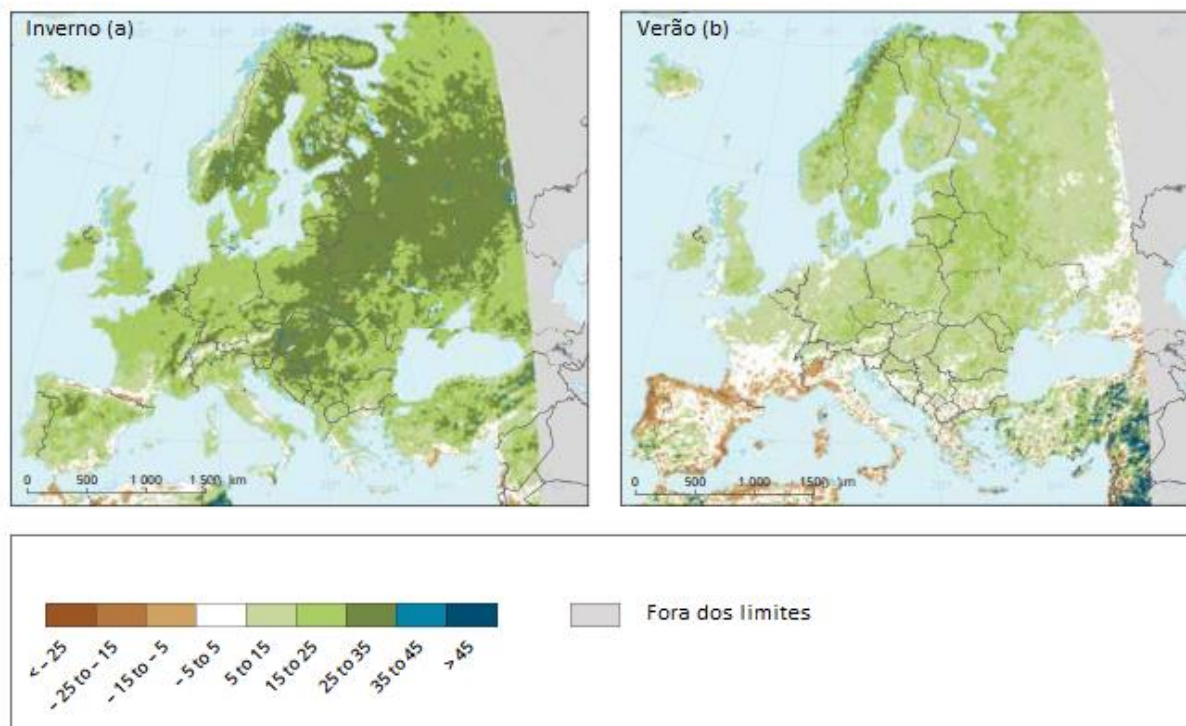 Inverno (a)
Verão (b)
0 500 1 000 1 500 km
0 500 1000 1500 km
Fora dos limites
< – 25
– 25 to – 15
– 15 to – 5
– 5 to 5
5 to 15
15 to 25
25 to 35
35 to 45
> 45